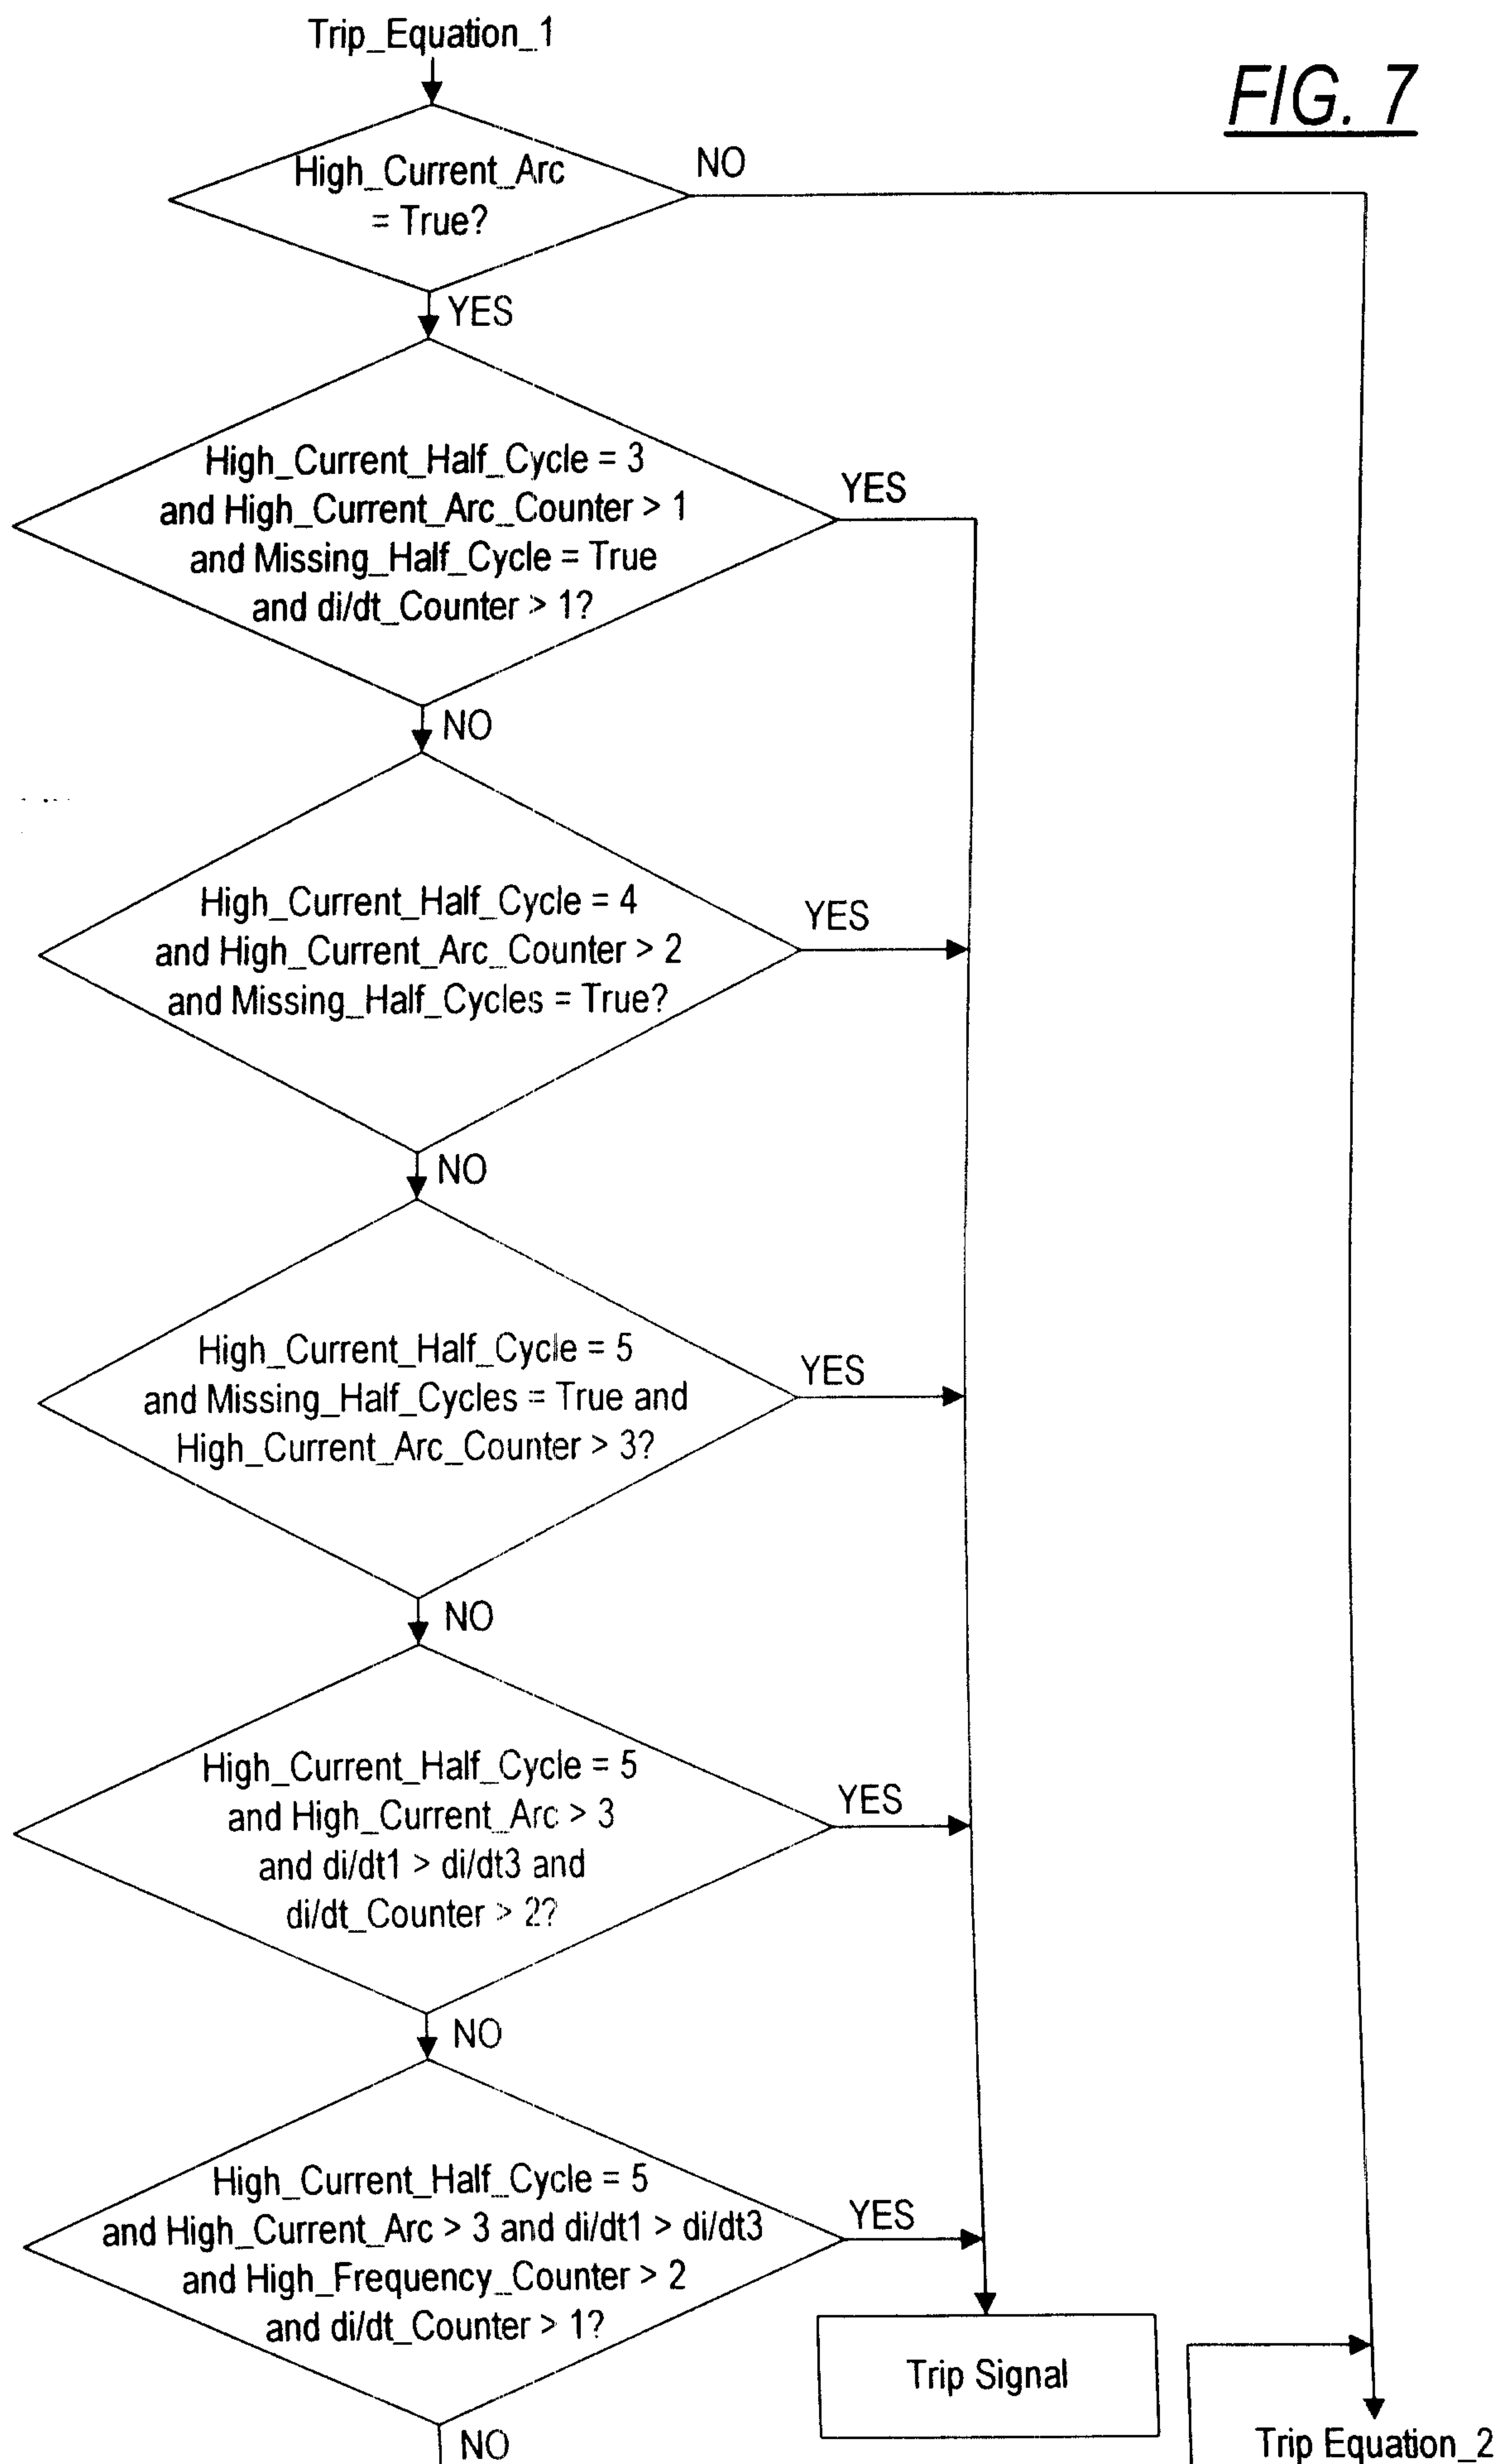 Trip_Equation_1
FIG. 7
High_Current_Arc
= True?
NO
YES
High_Current_Half_Cycle = 3
and High_Current_Arc_Counter > 1
and Missing_Half_Cycle = True
and di/dt_Counter > 1?
YES
NO
High_Current_Half_Cycle = 4
and High_Current_Arc_Counter > 2
and Missing_Half_Cycles = True?
YES
NO
High_Current_Half_Cycle = 5
and Missing_Half_Cycles = True and
High_Current_Arc_Counter > 3?
YES
NO
High_Current_Half_Cycle = 5
and High_Current_Arc > 3
and di/dt1 > di/dt3 and
di/dt_Counter > 2?
YES
NO
High_Current_Half_Cycle = 5
and High_Current_Arc > 3 and di/dt1 > di/dt3
and High_Frequency_Counter > 2
and di/dt_Counter > 1?
YES
Trip Signal
NO
Trip Equation_2